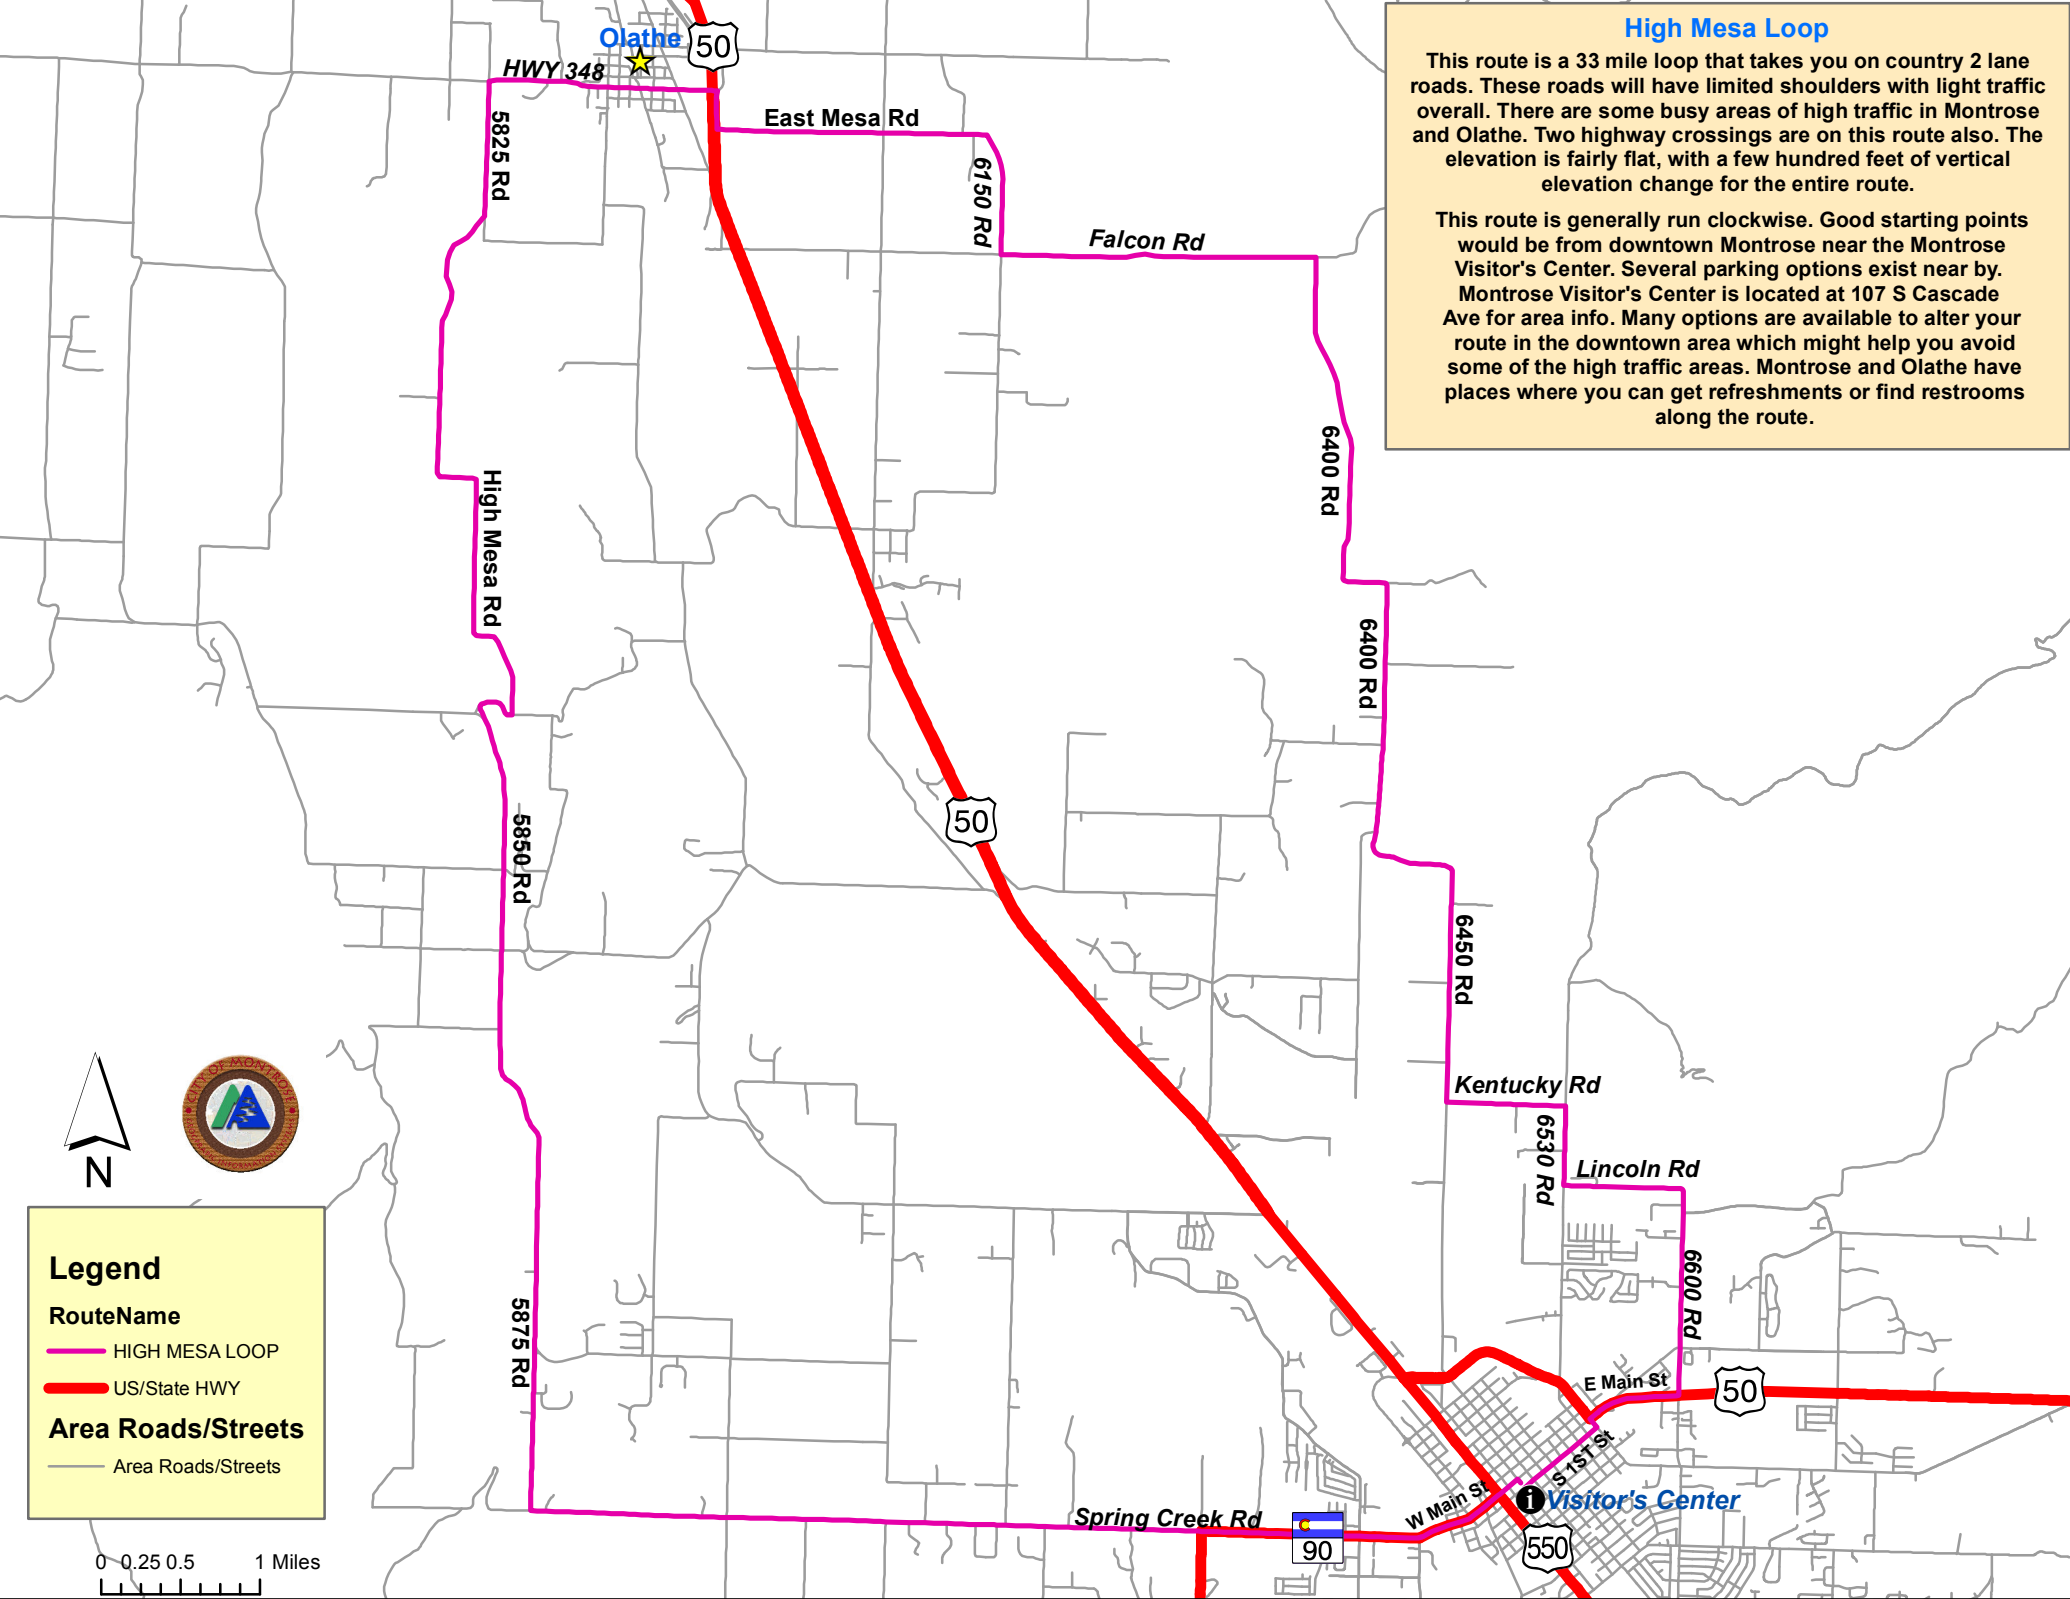 High Mesa Loop
This route is a 33 mile loop that takes you on country 2 lane
roads. These roads will have limited shoulders with light traffic
overall. There are some busy areas of high traffic in Montrose
and Olathe. Two highway crossings are on this route also. The
elevation is fairly flat, with a few hundred feet of vertical
elevation change for the entire route.
This route is generally run clockwise. Good starting points
would be from downtown Montrose near the Montrose
Visitor's Center. Several parking options exist near by.
Montrose Visitor's Center is located at 107 S Cascade
Ave for area info. Many options are available to alter your
route in the downtown area which might help you avoid
some of the high traffic areas. Montrose and Olathe have
places where you can get refreshments or find restrooms
along the route.
Olathe
50
HWY 348
East Mesa Rd
5825 Rd
6150 Rd
Falcon Rd
6400 Rd
High Mesa Rd
6400 Rd
50
5850 Rd
6450 Rd
Kentucky Rd
6530 Rd
Lincoln Rd
6600 Rd
5875 Rd
E Main St
50
S 1ST St
W Main St
Visitor's Center
i
Spring Creek Rd
90
550
CITY OF MONTROSE
N
Legend
RouteName
HIGH MESA LOOP
US/State HWY
Area Roads/Streets
Area Roads/Streets
0 0.25 0.5 1 Miles